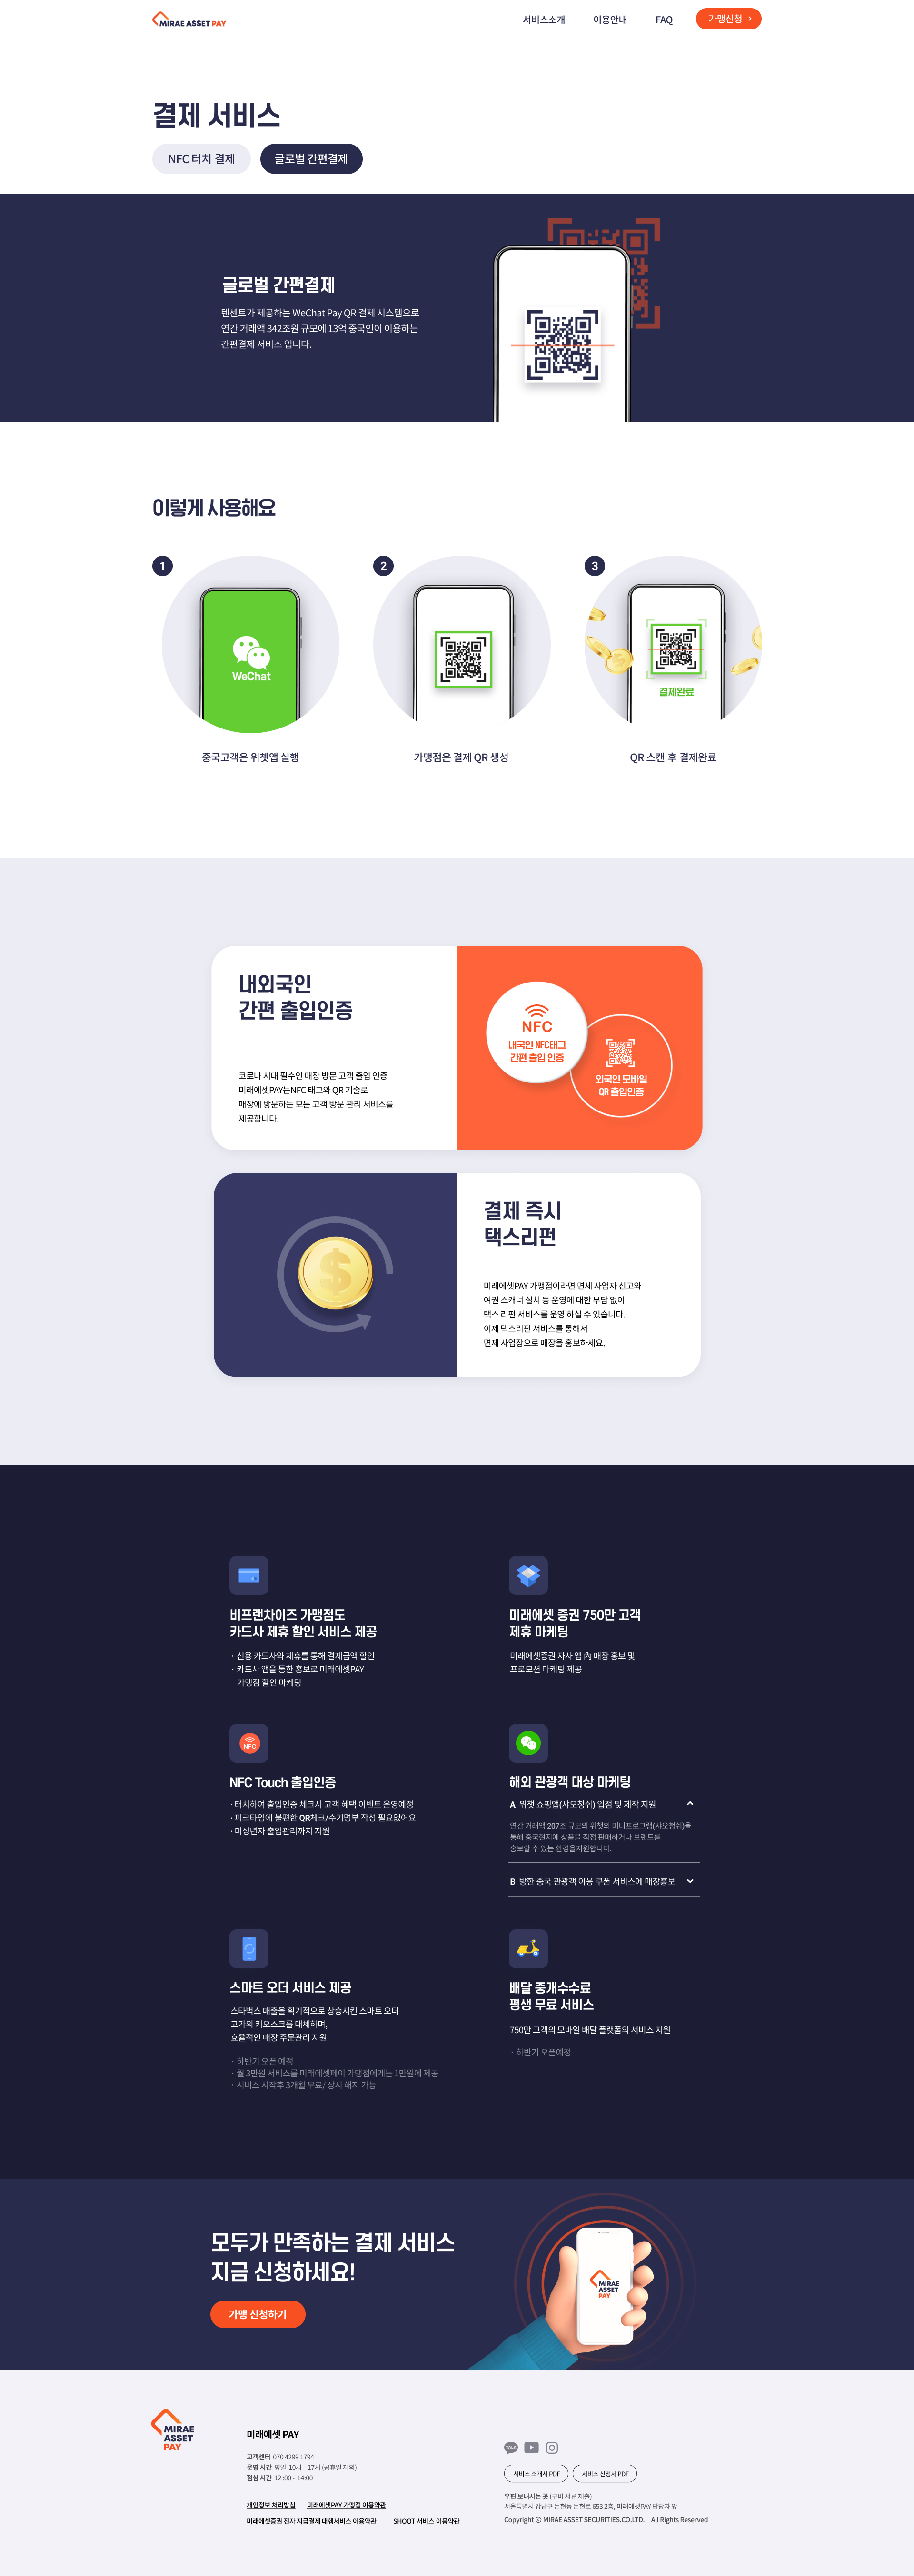 MIRAE ASSET PAY
서비스소개
이용안내
FAQ
가맹신청
결제 서비스
NFC 터치 결제
글로벌 간편결제
글로벌 간편결제
텐센트가 제공하는 WeChat Pay QR 결제 시스템으로
연간 거래액 342조원 규모에 13억 중국인이 이용하는
간편결제 서비스 입니다.
이렇게 사용해요
1
WeChat
중국고객은 위쳇앱 실행
2
가맹점은 결제 QR 생성
3
결제완료
QR 스캔 후 결제완료
내외국인
간편 출입인증
코로나 시대 필수인 매장 방문 고객 출입 인증
미래에셋PAY는NFC 태그와 QR 기술로
매장에 방문하는 모든 고객 방문 관리 서비스를
제공합니다.
NFC
내국인 NFC태그
간편 출입 인증
외국인 모바일
QR 출입인증
결제 즉시
택스리펀
미래에셋PAY 가맹점이라면 면세 사업자 신고와
여권 스캐너 설치 등 운영에 대한 부담 없이
택스 리펀 서비스를 운영 하실 수 있습니다.
이제 텍스리펀 서비스를 통해서
면제 사업장으로 매장을 홍보하세요.
비프랜차이즈 가맹점도
카드사 제휴 할인 서비스 제공
· 신용 카드사와 제휴를 통해 결제금액 할인
· 카드사 앱을 통한 홍보로 미래에셋PAY
가맹점 할인 마케팅
미래에셋 증권 750만 고객
제휴 마케팅
미래에셋증권 자사 앱 內 매장 홍보 및
프로모션 마케팅 제공
NFC
NFC Touch 출입인증
· 터치하여 출입인증 체크시 고객 혜택 이벤트 운영예정
· 피크타임에 불편한 QR체크/수기명부 작성 필요없어요
· 미성년자 출입관리까지 지원
해외 관광객 대상 마케팅
A 위챗 쇼핑앱(샤오청쉬) 입점 및 제작 지원
연간 거래액 207조 규모의 위챗의 미니프로그램(샤오청쉬)을
통해 중국현지에 상품을 직접 판매하거나 브랜드를
홍보할 수 있는 환경을지원합니다.
B 방한 중국 관광객 이용 쿠폰 서비스에 매장홍보
스마트 오더 서비스 제공
스타벅스 매출을 획기적으로 상승시킨 스마트 오더
고가의 키오스크를 대체하며,
효율적인 매장 주문관리 지원
· 하반기 오픈 예정
· 월 3만원 서비스를 미래에셋페이 가맹점에게는 1만원에 제공
· 서비스 시작후 3개월 무료/ 상시 해지 가능
배달 중개수수료
평생 무료 서비스
750만 고객의 모바일 배달 플랫폼의 서비스 지원
· 하반기 오픈예정
모두가 만족하는 결제 서비스
지금 신청하세요!
가맹 신청하기
MIRAE
ASSET
PAY
MIRAE
ASSET
PAY
미래에셋 PAY
고객센터 070 4299 1794
운영 시간 평일 10시 – 17시 (공휴일 제외)
점심 시간 12 :00 - 14:00
개인정보 처리방침
미래에셋PAY 가맹점 이용약관
미래에셋증권 전자 지급결제 대행서비스 이용약관
SHOOT 서비스 이용약관
TALK
서비스 소개서 PDF
서비스 신청서 PDF
우편 보내시는 곳 (구비 서류 제출)
서울특별시 강남구 논현동 논현로 653 2층, 미래에셋PAY 담당자 앞
Copyright ⓒ MIRAE ASSET SECURITIES.CO.LTD. All Rights Reserved